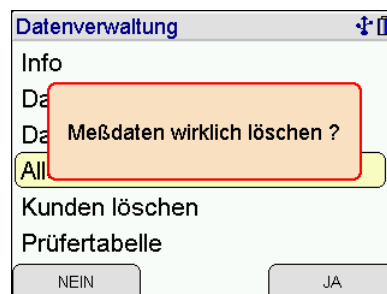 Datenverwaltung
Info
Da
Da
Meßdaten wirklich löschen ?
All
Kunden löschen
Prüfertabelle
NEIN
JA